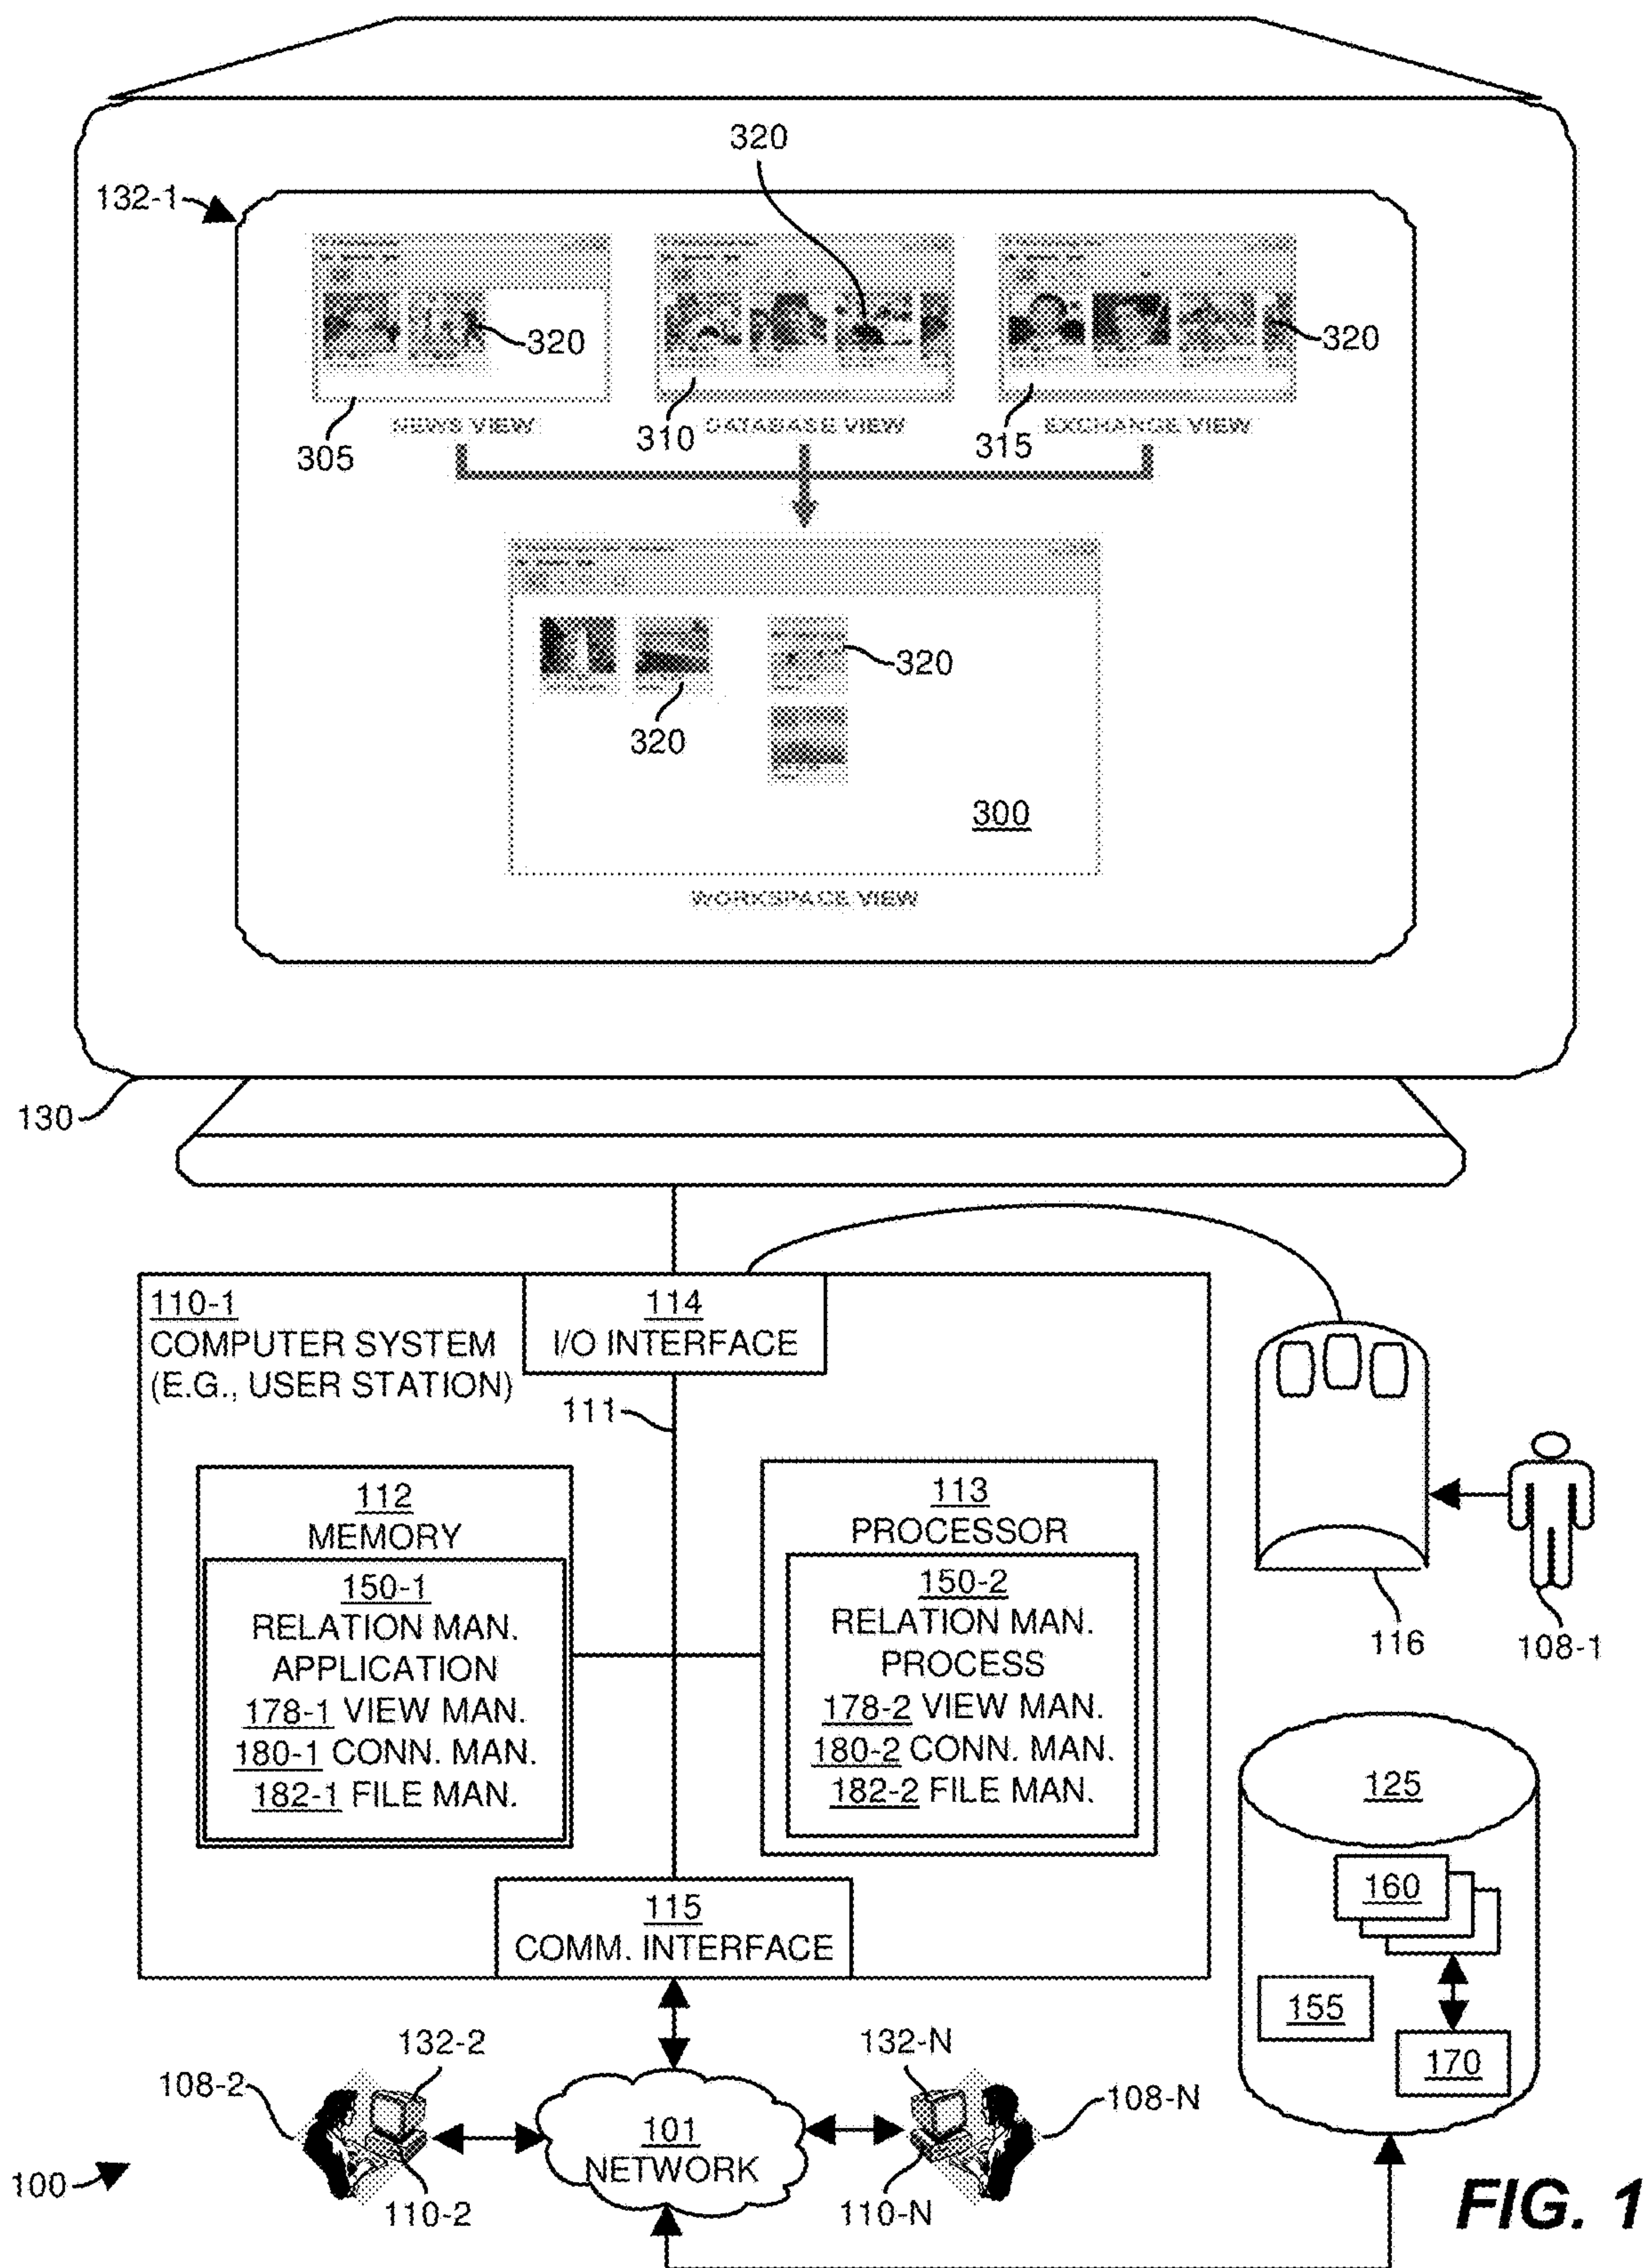 320
132-1
320
320
305
NEWS VIEW
310
DATABASE VIEW
315
EXCHANGE VIEW
320
320
300
WORKSPACE VIEW
130
110-1
COMPUTER SYSTEM
(E.G., USER STATION)
114
I/O INTERFACE
111
112
MEMORY
150-1
RELATION MAN.
APPLICATION
178-1 VIEW MAN.
180-1 CONN. MAN.
182-1 FILE MAN.
113
PROCESSOR
150-2
RELATION MAN.
PROCESS
178-2 VIEW MAN.
180-2 CONN. MAN.
182-2 FILE MAN.
116
108-1
125
160
155
170
115
COMM. INTERFACE
132-2
108-2
110-2
101
NETWORK
132-N
108-N
110-N
100
FIG. 1